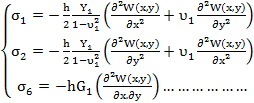 σ₁ = −(h/2) (Y₁/(1−υ₁²)) (∂²W(x,y)/∂x² + υ₁ ∂²W(x,y)/∂y²)
σ₂ = −(h/2) (Y₁/(1−υ₁²)) (∂²W(x,y)/∂y² + υ₁ ∂²W(x,y)/∂x²)
σ₆ = −hG₁ (∂²W(x,y)/∂x.∂y) … … … … … …